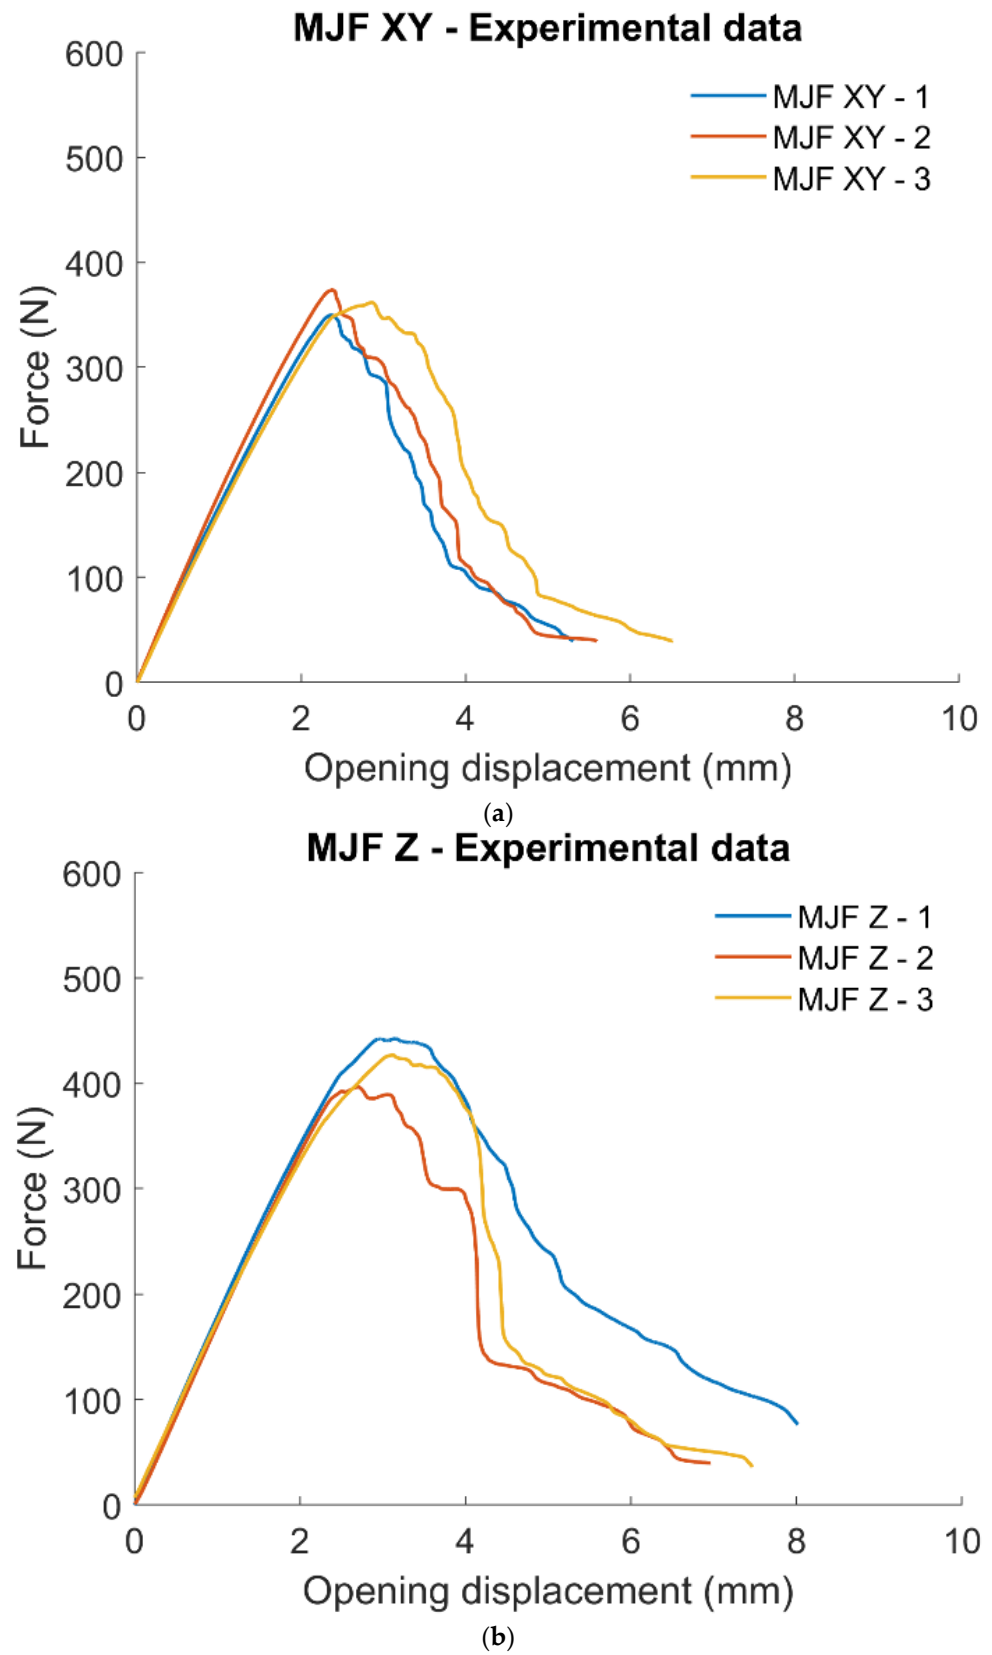 MJF XY - Experimental data
600
MJF XY - 1
MJF XY - 2
500
MJF XY - 3
400
300
200
100
0
Force (N)
0 2 4 6 8 10
Opening displacement (mm)
(a)
MJF Z - Experimental data
600
MJF Z - 1
MJF Z - 2
500
MJF Z - 3
400
300
200
100
0
Force (N)
0 2 4 6 8 10
Opening displacement (mm)
(b)